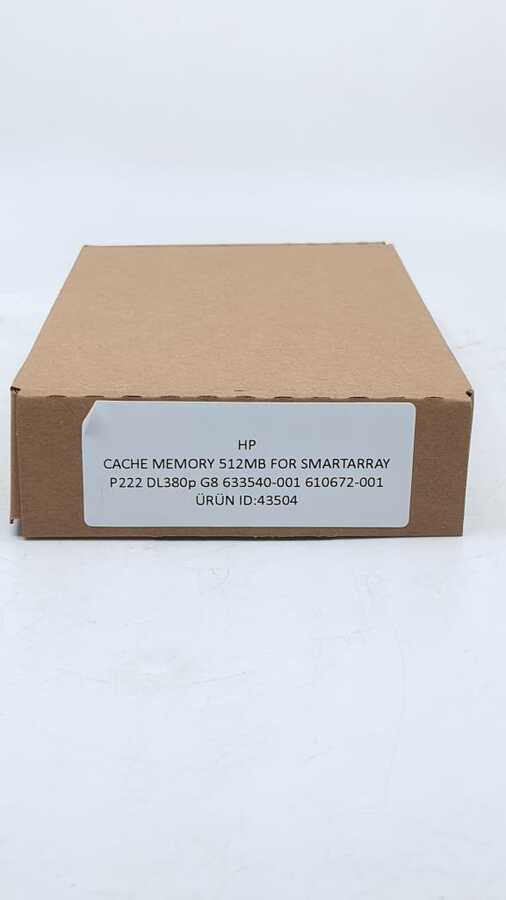 HP
CACHE MEMORY 512MB FOR SMARTARRAY
P222 DL380p G8 633540-001 610672-001
ÜRÜN ID:43504